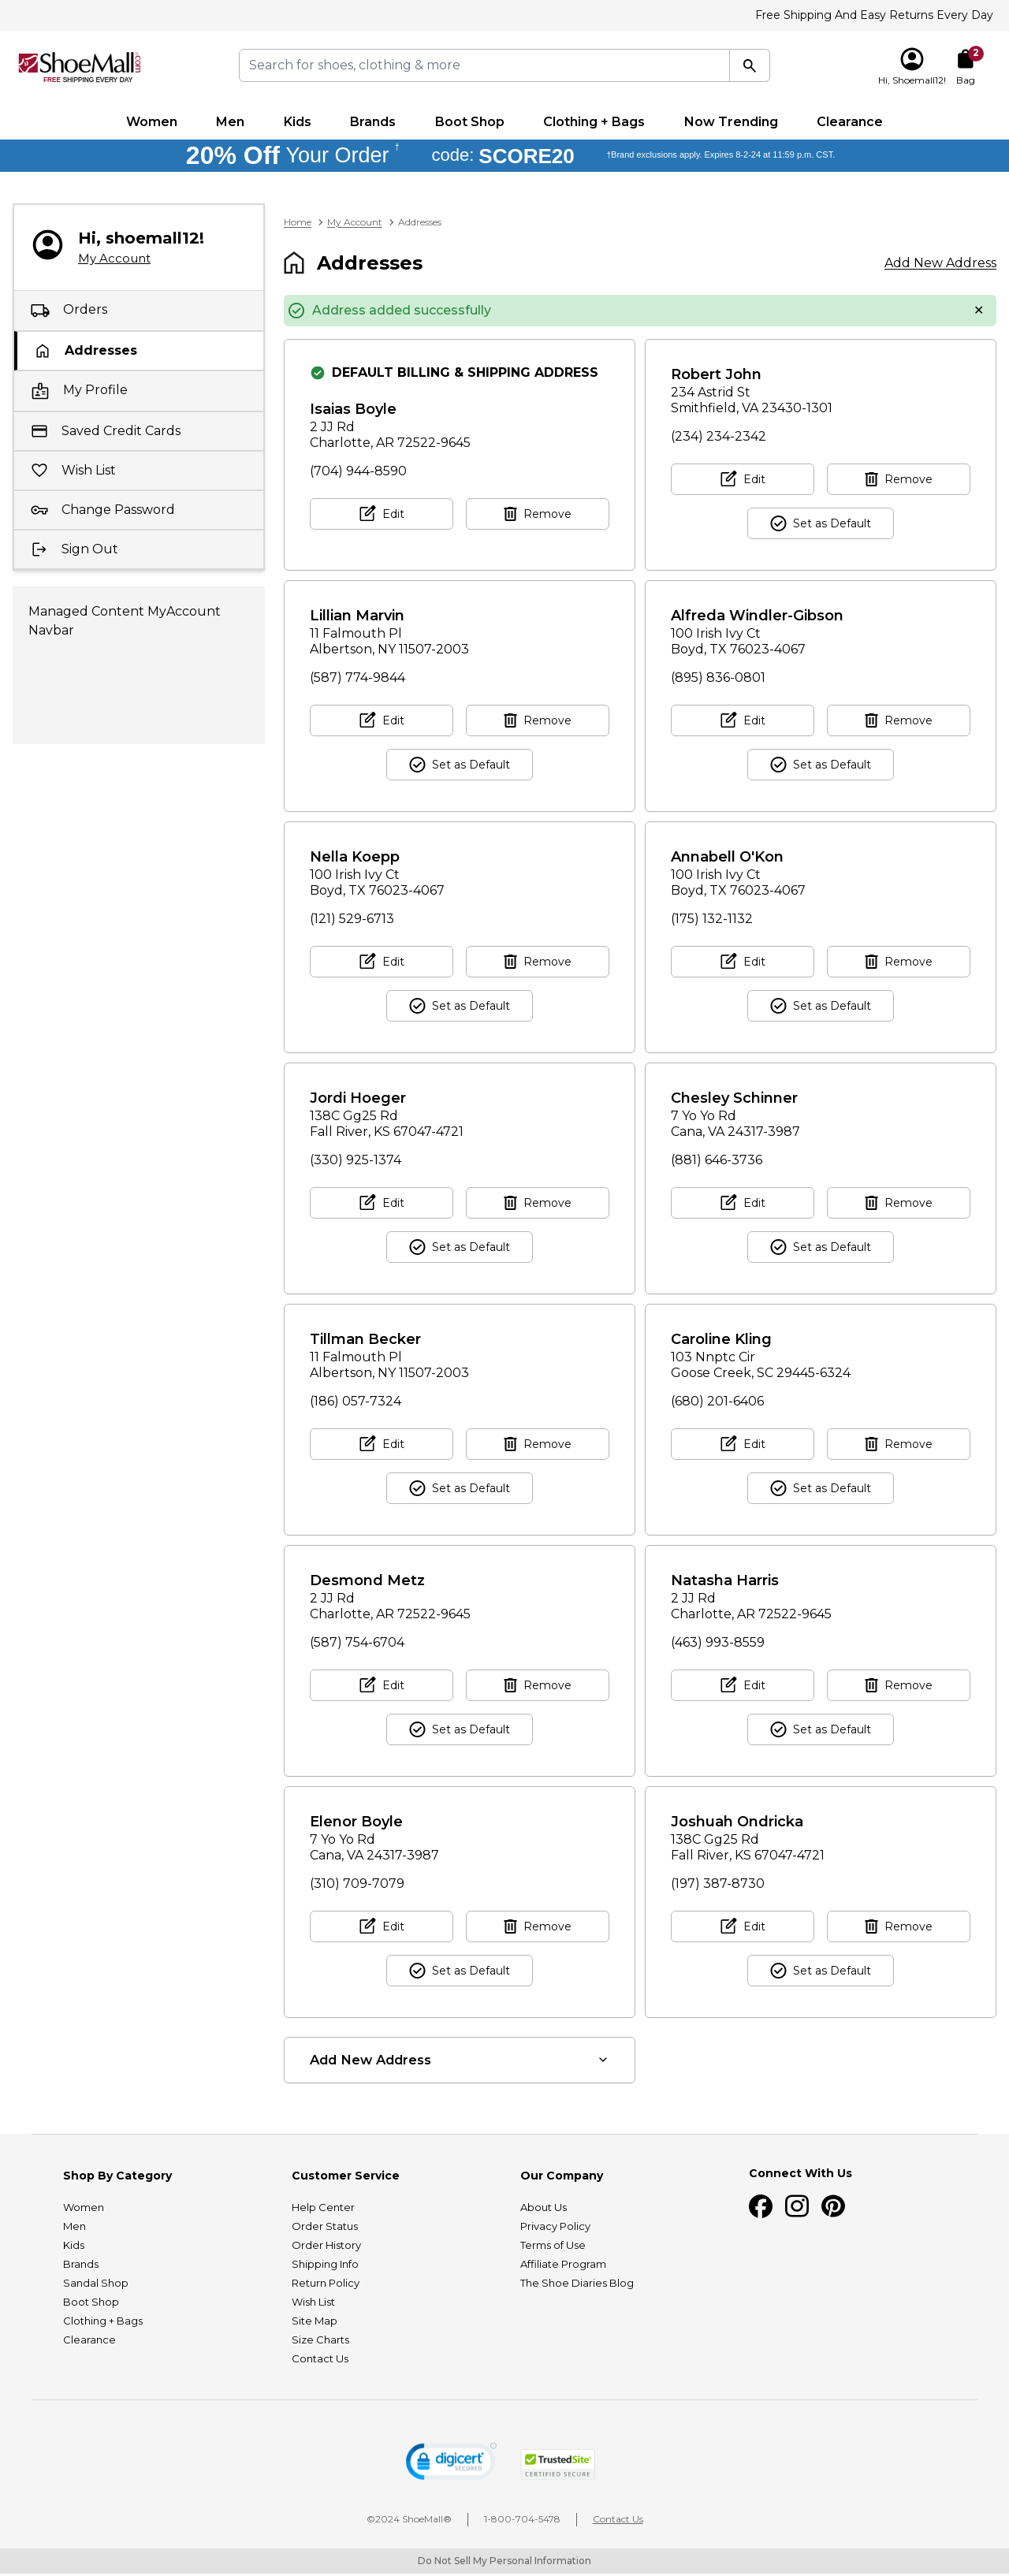 Free Shipping And Easy Returns Every Day
ShoeMall.com
FREE SHIPPING EVERY DAY
Search for shoes, clothing & more
Hi, Shoemall12!
2
Bag
Women Men Kids Brands Boot Shop Clothing + Bags Now Trending Clearance
20% Off Your Order † code: SCORE20 †Brand exclusions apply. Expires 8-2-24 at 11:59 p.m. CST.
Hi, shoemall12!
My Account
Orders
Addresses
My Profile
Saved Credit Cards
Wish List
Change Password
Sign Out
Managed Content MyAccount
Navbar
Home > My Account > Addresses
Addresses
Add New Address
Address added successfully ×
DEFAULT BILLING & SHIPPING ADDRESS
Isaias Boyle
2 JJ Rd
Charlotte, AR 72522-9645
(704) 944-8590
Edit Remove
Robert John
234 Astrid St
Smithfield, VA 23430-1301
(234) 234-2342
Edit Remove
Set as Default
Lillian Marvin
11 Falmouth Pl
Albertson, NY 11507-2003
(587) 774-9844
Edit Remove
Set as Default
Alfreda Windler-Gibson
100 Irish Ivy Ct
Boyd, TX 76023-4067
(895) 836-0801
Edit Remove
Set as Default
Nella Koepp
100 Irish Ivy Ct
Boyd, TX 76023-4067
(121) 529-6713
Edit Remove
Set as Default
Annabell O'Kon
100 Irish Ivy Ct
Boyd, TX 76023-4067
(175) 132-1132
Edit Remove
Set as Default
Jordi Hoeger
138C Gg25 Rd
Fall River, KS 67047-4721
(330) 925-1374
Edit Remove
Set as Default
Chesley Schinner
7 Yo Yo Rd
Cana, VA 24317-3987
(881) 646-3736
Edit Remove
Set as Default
Tillman Becker
11 Falmouth Pl
Albertson, NY 11507-2003
(186) 057-7324
Edit Remove
Set as Default
Caroline Kling
103 Nnptc Cir
Goose Creek, SC 29445-6324
(680) 201-6406
Edit Remove
Set as Default
Desmond Metz
2 JJ Rd
Charlotte, AR 72522-9645
(587) 754-6704
Edit Remove
Set as Default
Natasha Harris
2 JJ Rd
Charlotte, AR 72522-9645
(463) 993-8559
Edit Remove
Set as Default
Elenor Boyle
7 Yo Yo Rd
Cana, VA 24317-3987
(310) 709-7079
Edit Remove
Set as Default
Joshuah Ondricka
138C Gg25 Rd
Fall River, KS 67047-4721
(197) 387-8730
Edit Remove
Set as Default
Add New Address
Shop By Category
Women
Men
Kids
Brands
Sandal Shop
Boot Shop
Clothing + Bags
Clearance
Customer Service
Help Center
Order Status
Order History
Shipping Info
Return Policy
Wish List
Site Map
Size Charts
Contact Us
Our Company
About Us
Privacy Policy
Terms of Use
Affiliate Program
The Shoe Diaries Blog
Connect With Us
digicert
SECURED
TrustedSite
CERTIFIED SECURE
©2024 ShoeMall® | 1-800-704-5478 | Contact Us
Do Not Sell My Personal Information